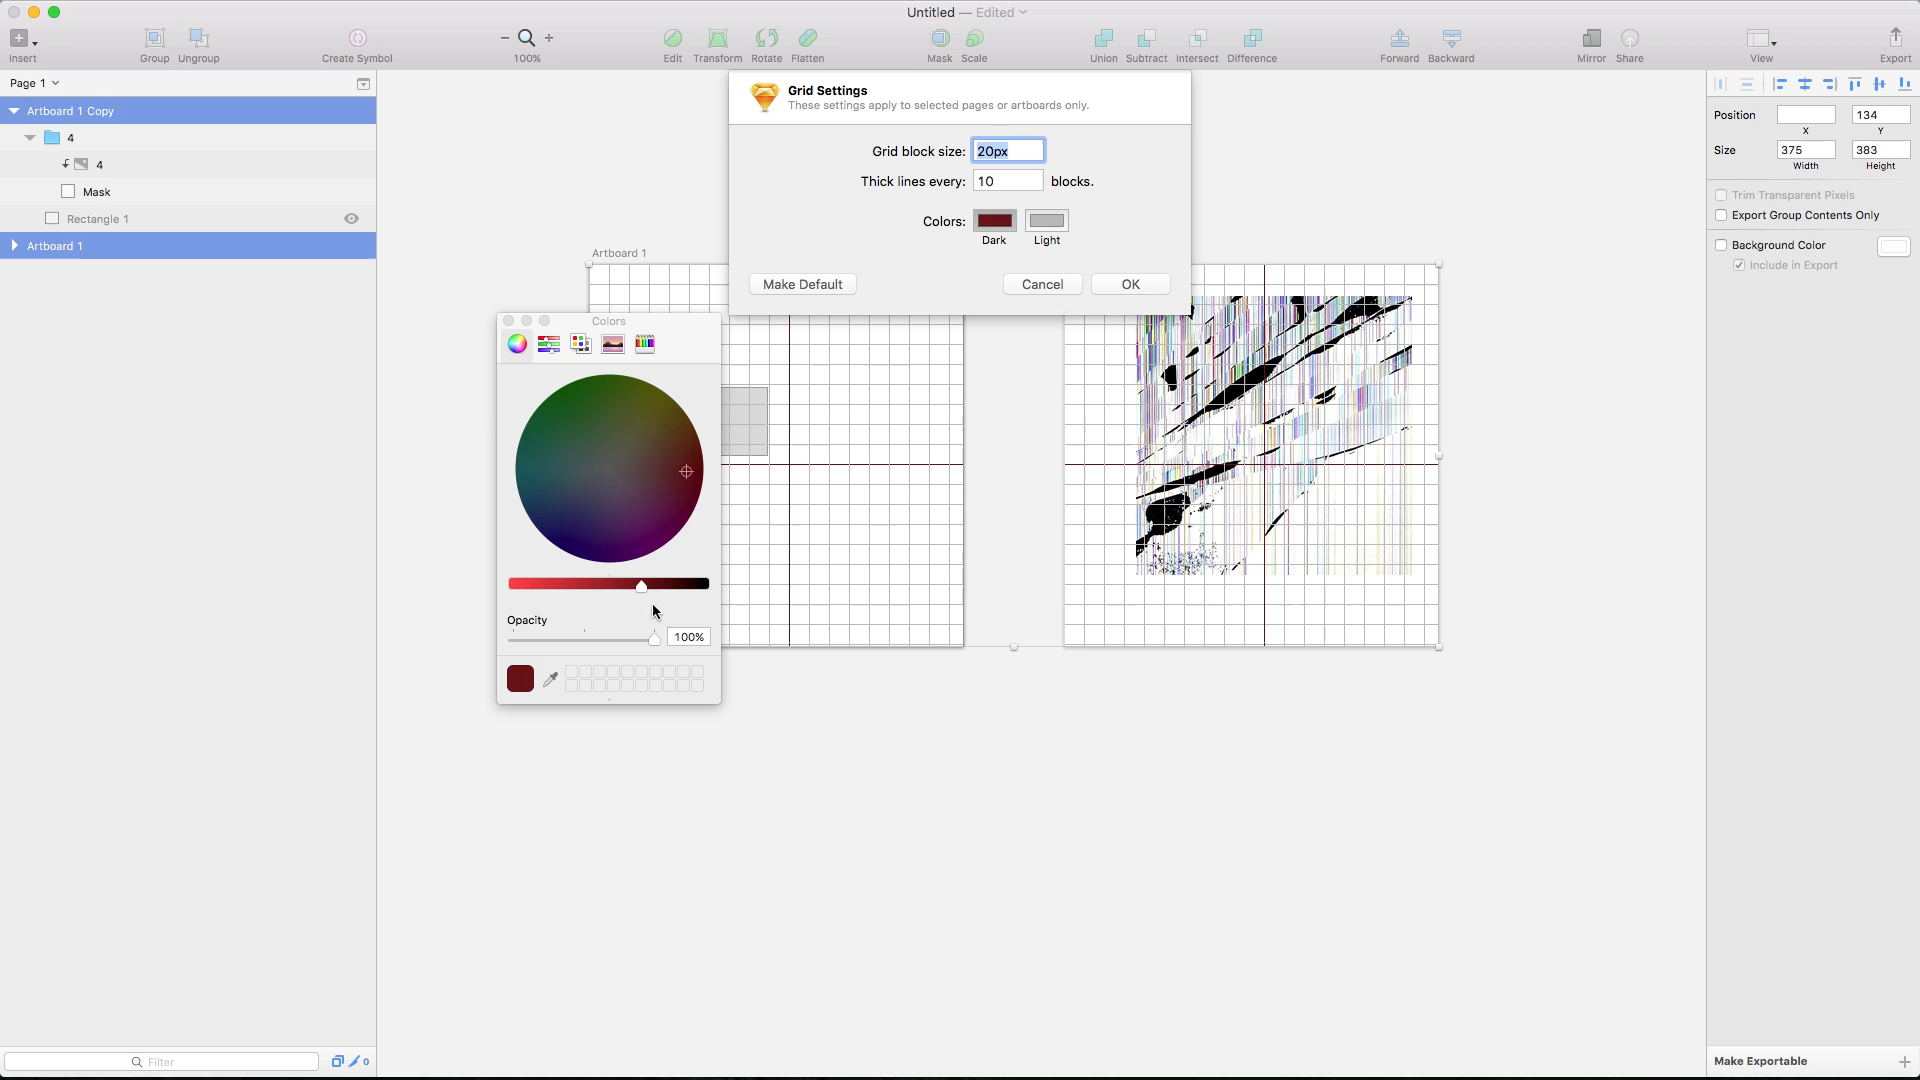 Untitled — Edited
Insert
Group
Ungroup
Create Symbol
100%
Edit
Transform
Rotate
Flatten
Mask
Scale
Union
Subtract
Intersect
Difference
Forward
Backward
Mirror
Share
View
Export
Page 1
Artboard 1 Copy
4
4
Mask
Rectangle 1
Artboard 1
Filter
0
Grid Settings
These settings apply to selected pages or artboards only.
Grid block size: 20px
Thick lines every: 10 blocks.
Colors:
Dark
Light
Make Default
Cancel
OK
Artboard 1
Colors
Opacity
100%
Position
134
X
Y
Size
375
383
Width
Height
Trim Transparent Pixels
Export Group Contents Only
Background Color
Include in Export
Make Exportable